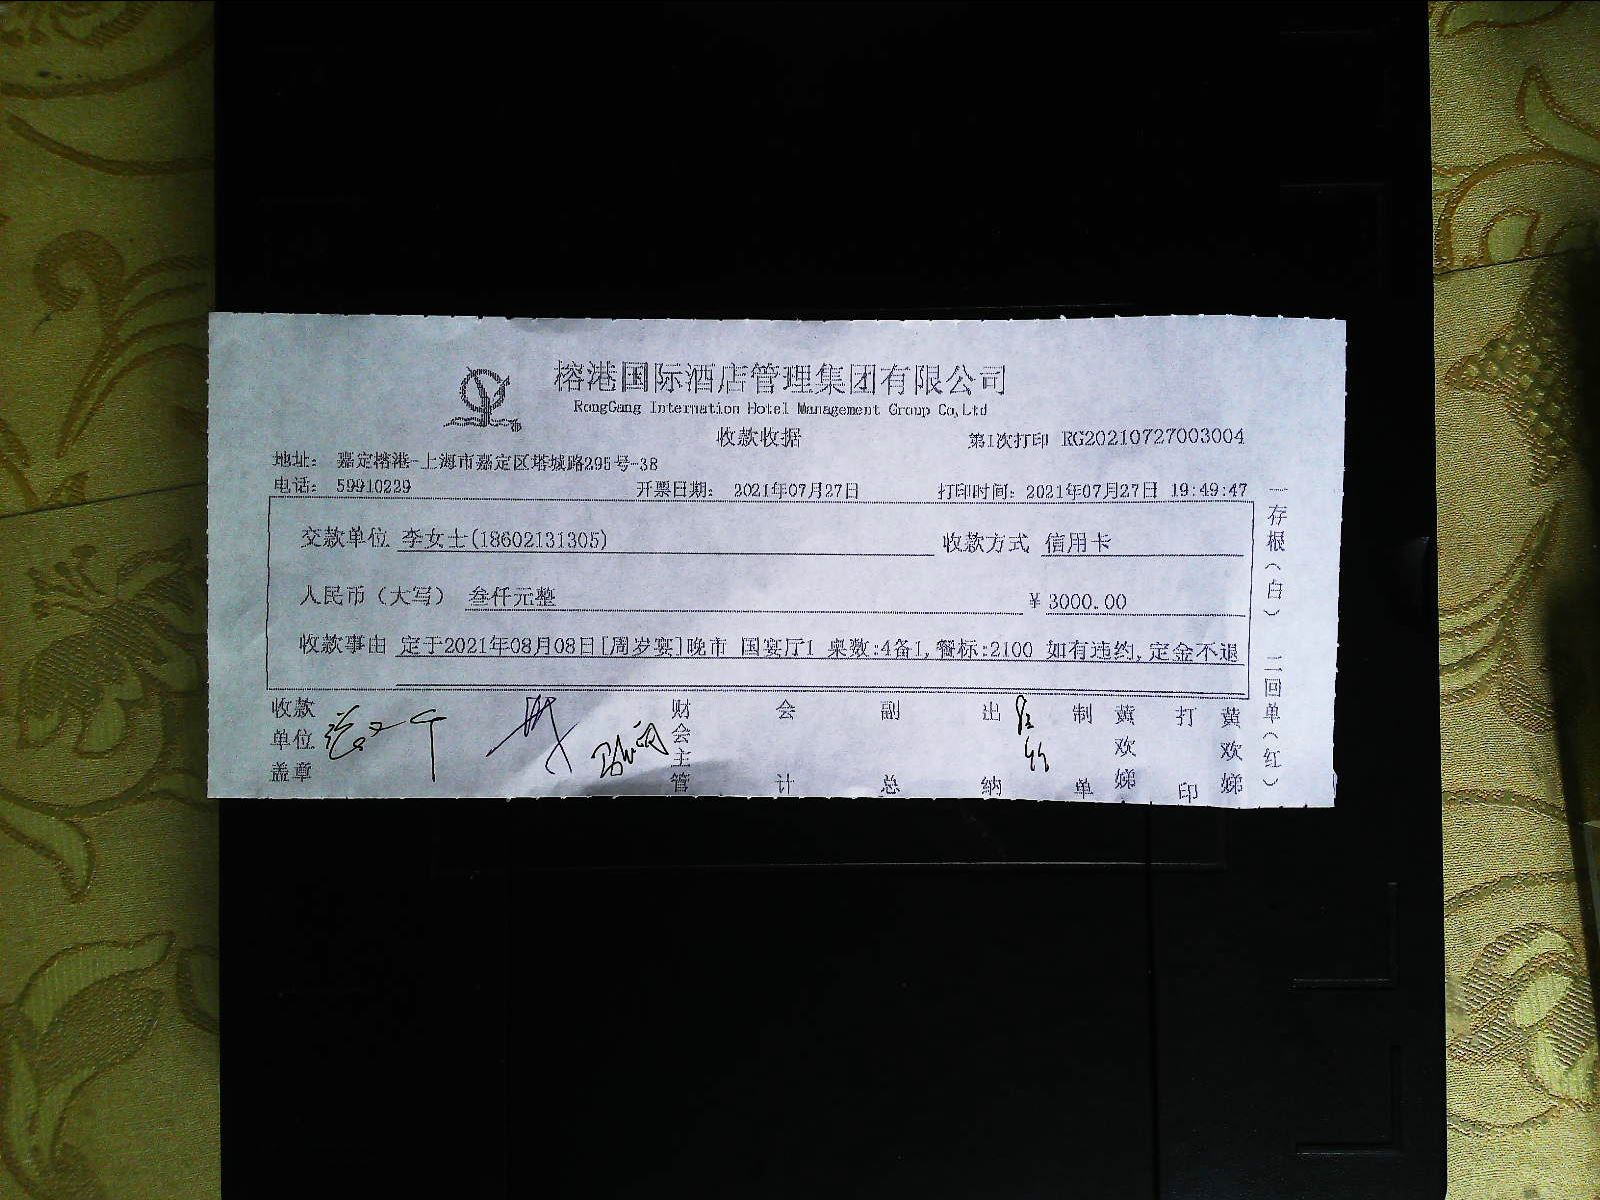 榕港国际酒店管理集团有限公司
RongGang Internation Hotel Management Group Co,Ltd
收款收据
第1次打印 RG20210727003004
地址: 嘉定榕港-上海市嘉定区塔城路295号-38
电话: 59910229 开票日期: 2021年07月27日 打印时间: 2021年07月27日 19:49:47
交款单位 李女士(18602131305) 收款方式 信用卡
人民币（大写） 叁仟元整 ¥ 3000.00
收款事由 定于2021年08月08日[周岁宴]晚市 国宴厅1 桌数:4备1,餐标:2100 如有违约,定金不退
收款单位盖章 财会主管 会计 副总 出纳 制单 黄欢娣 打印 黄欢娣
一存根（白） 二回单（红）